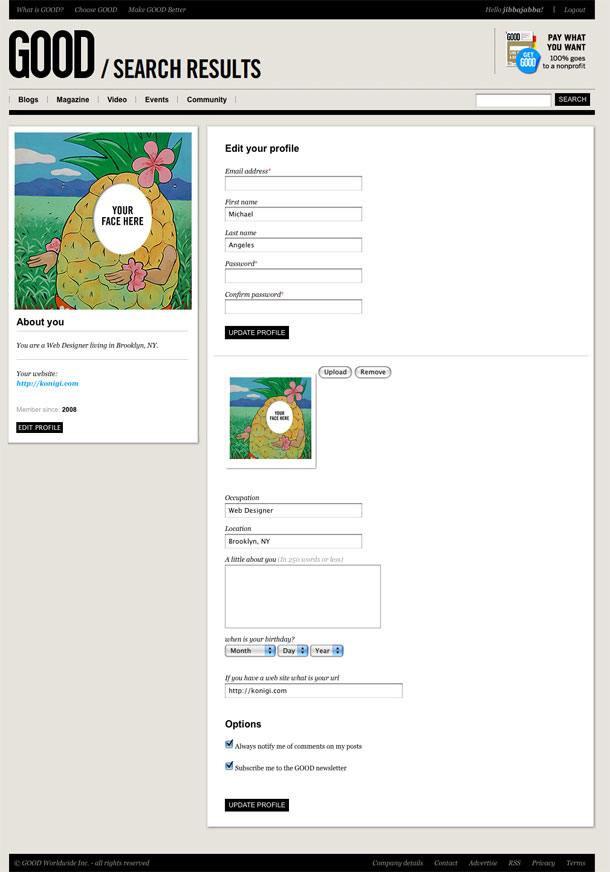 What is GOOD? Choose GOOD Make GOOD Better Hello jibbajabba! | Logout
GOOD / SEARCH RESULTS
GOOD
GET GOOD
PAY WHAT
YOU WANT
100% goes
to a nonprofit
Blogs | Magazine | Video | Events | Community | SEARCH
YOUR
FACE HERE
About you
You are a Web Designer living in Brooklyn, NY.
Your website:
http://konigi.com
Member since: 2008
EDIT PROFILE
Edit your profile
Email address*
First name
Michael
Last name
Angeles
Password*
Confirm password*
UPDATE PROFILE
Upload Remove
YOUR
FACE HERE
Occupation
Web Designer
Location
Brooklyn, NY
A little about you (In 250 words or less)
when is your birthday?
Month Day Year
If you have a web site what is your url
http://konigi.com
Options
Always notify me of comments on my posts
Subscribe me to the GOOD newsletter
UPDATE PROFILE
© GOOD Worldwide Inc. - all rights reserved Company details Contact Advertise RSS Privacy Terms